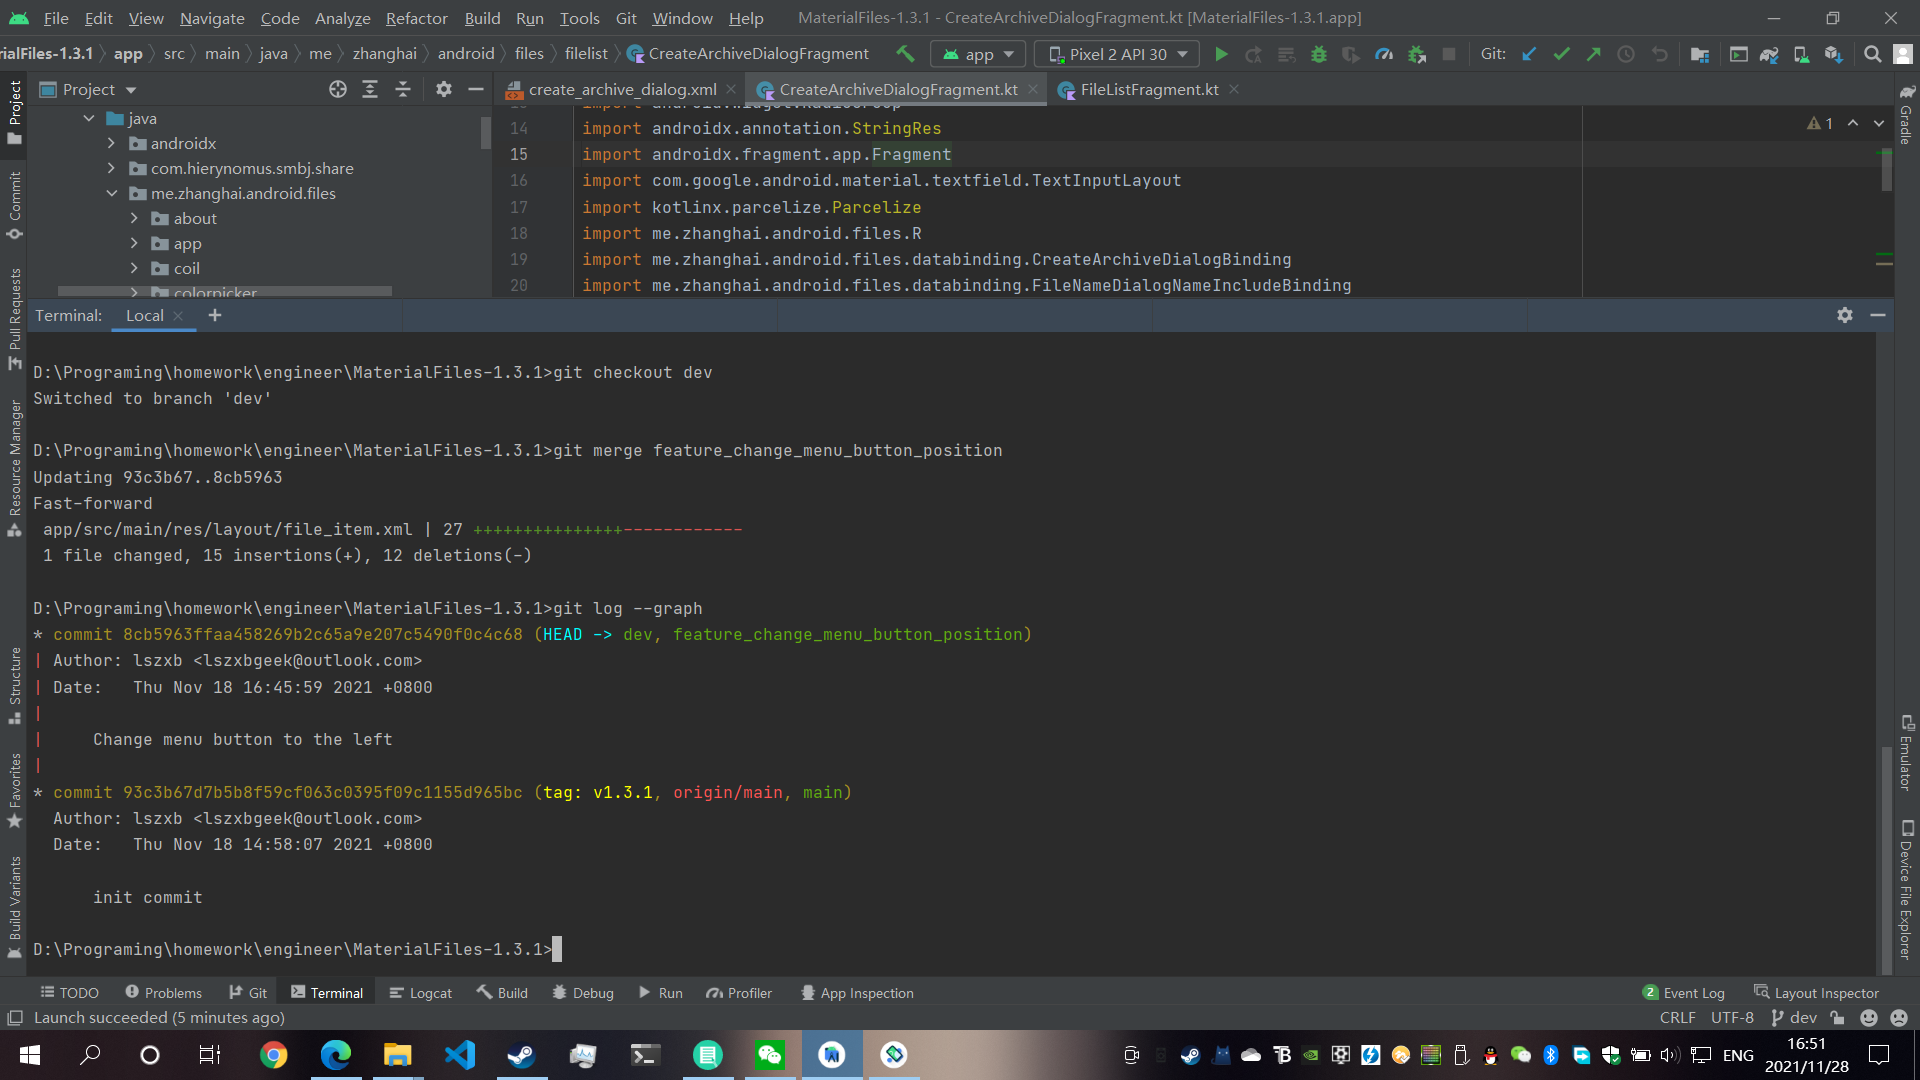 File Edit View Navigate Code Analyze Refactor Build Run Tools Git Window Help MaterialFiles-1.3.1 - CreateArchiveDialogFragment.kt [MaterialFiles-1.3.1.app]
rialFiles-1.3.1 app src main java me zhanghai android files filelist CreateArchiveDialogFragment app Pixel 2 API 30 Git:
Project
create_archive_dialog.xml CreateArchiveDialogFragment.kt FileListFragment.kt
java
androidx
com.hierynomus.smbj.share
me.zhanghai.android.files
about
app
coil
colorpicker
14 import androidx.annotation.StringRes
15 import androidx.fragment.app.Fragment
16 import com.google.android.material.textfield.TextInputLayout
17 import kotlinx.parcelize.Parcelize
18 import me.zhanghai.android.files.R
19 import me.zhanghai.android.files.databinding.CreateArchiveDialogBinding
20 import me.zhanghai.android.files.databinding.FileNameDialogNameIncludeBinding
1
Project
Commit
Pull Requests
Resource Manager
Structure
Favorites
Build Variants
Gradle
Emulator
Device File Explorer
Terminal: Local
D:\Programing\homework\engineer\MaterialFiles-1.3.1>git checkout dev
Switched to branch 'dev'
D:\Programing\homework\engineer\MaterialFiles-1.3.1>git merge feature_change_menu_button_position
Updating 93c3b67..8cb5963
Fast-forward
app/src/main/res/layout/file_item.xml | 27 +++++++++++++++------------
1 file changed, 15 insertions(+), 12 deletions(-)
D:\Programing\homework\engineer\MaterialFiles-1.3.1>git log --graph
* commit 8cb5963ffaa458269b2c65a9e207c5490f0c4c68 (HEAD -> dev, feature_change_menu_button_position)
| Author: lszxb <lszxbgeek@outlook.com>
| Date:   Thu Nov 18 16:45:59 2021 +0800
|
|     Change menu button to the left
|
* commit 93c3b67d7b5b8f59cf063c0395f09c1155d965bc (tag: v1.3.1, origin/main, main)
Author: lszxb <lszxbgeek@outlook.com>
Date:   Thu Nov 18 14:58:07 2021 +0800
init commit
D:\Programing\homework\engineer\MaterialFiles-1.3.1>
TODO Problems Git Terminal Logcat Build Debug Run Profiler App Inspection 2 Event Log Layout Inspector
Launch succeeded (5 minutes ago) CRLF UTF-8 dev
ENG
16:51
2021/11/28